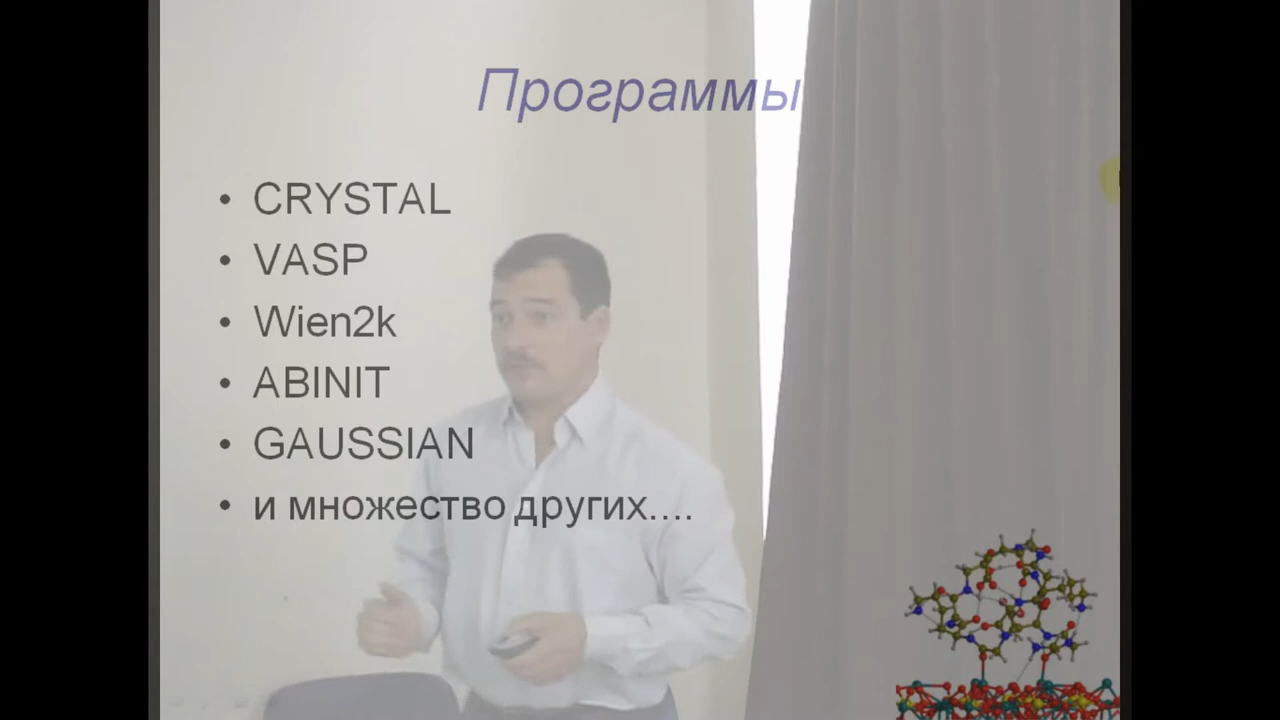 Программы
• CRYSTAL
• VASP
• Wien2k
• ABINIT
• GAUSSIAN
• и множество других....